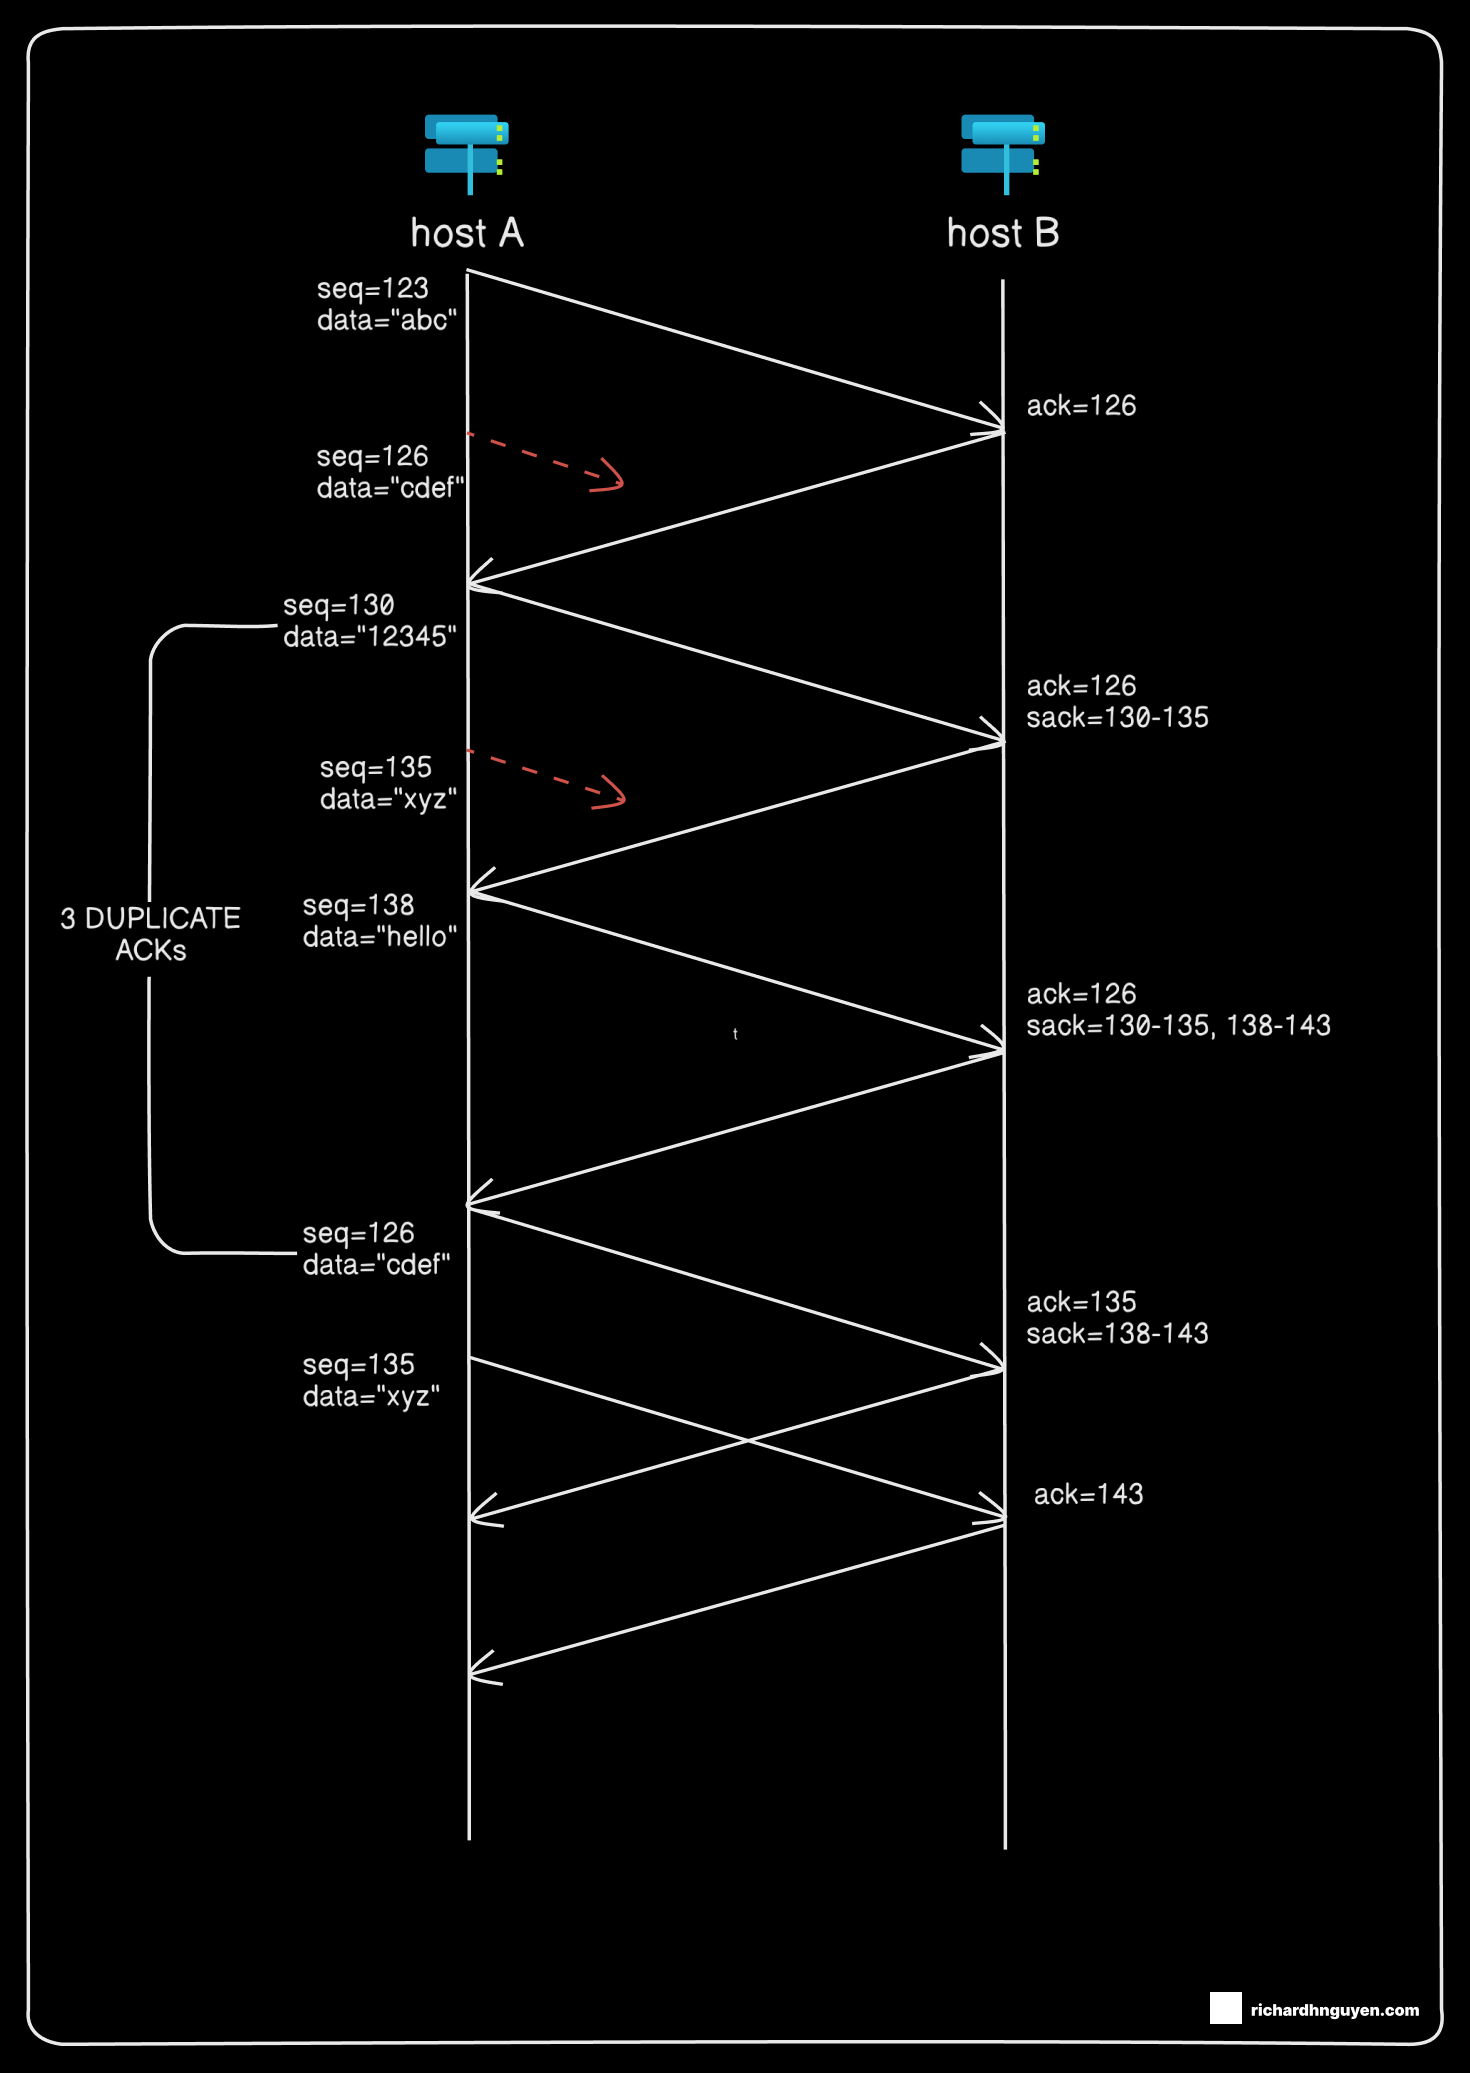 host A
host B
seq=123
data="abc"
ack=126
seq=126
data="cdef"
seq=130
data="12345"
ack=126
sack=130-135
seq=135
data="xyz"
3 DUPLICATE
ACKs
seq=138
data="hello"
ack=126
sack=130-135, 138-143
t
seq=126
data="cdef"
ack=135
sack=138-143
seq=135
data="xyz"
ack=143
richardhnguyen.com